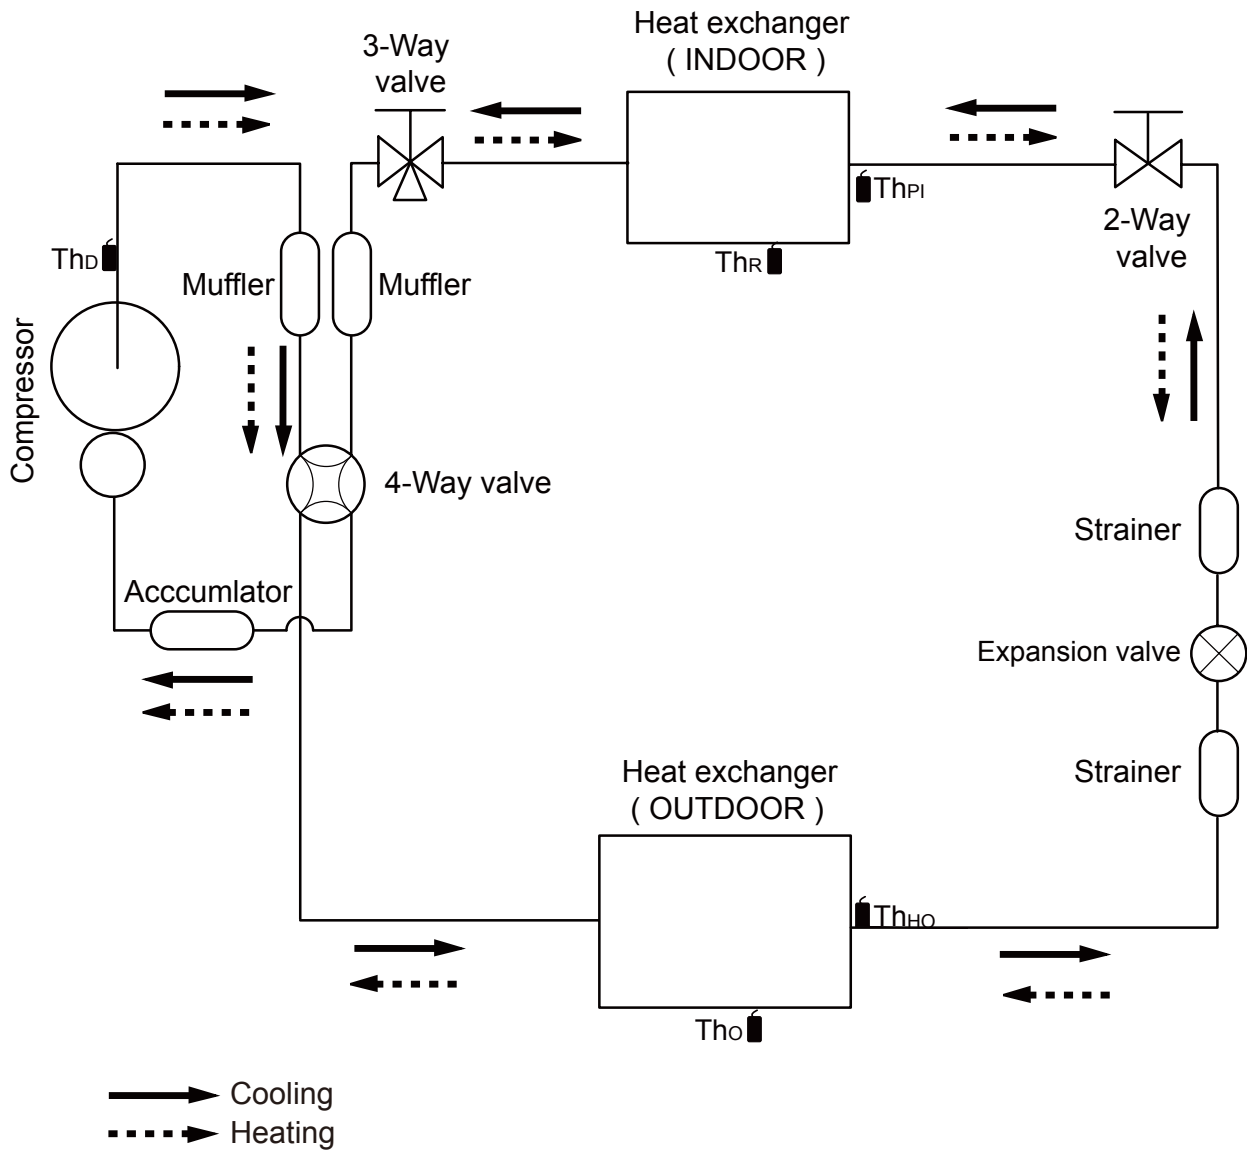 Heat exchanger
( INDOOR )
3-Way
valve
ThPI
2-Way
valve
ThD
ThR
Muffler
Muffler
Compressor
4-Way valve
Strainer
Acccumlator
Expansion valve
Heat exchanger
( OUTDOOR )
Strainer
ThHO
ThO
Cooling
Heating